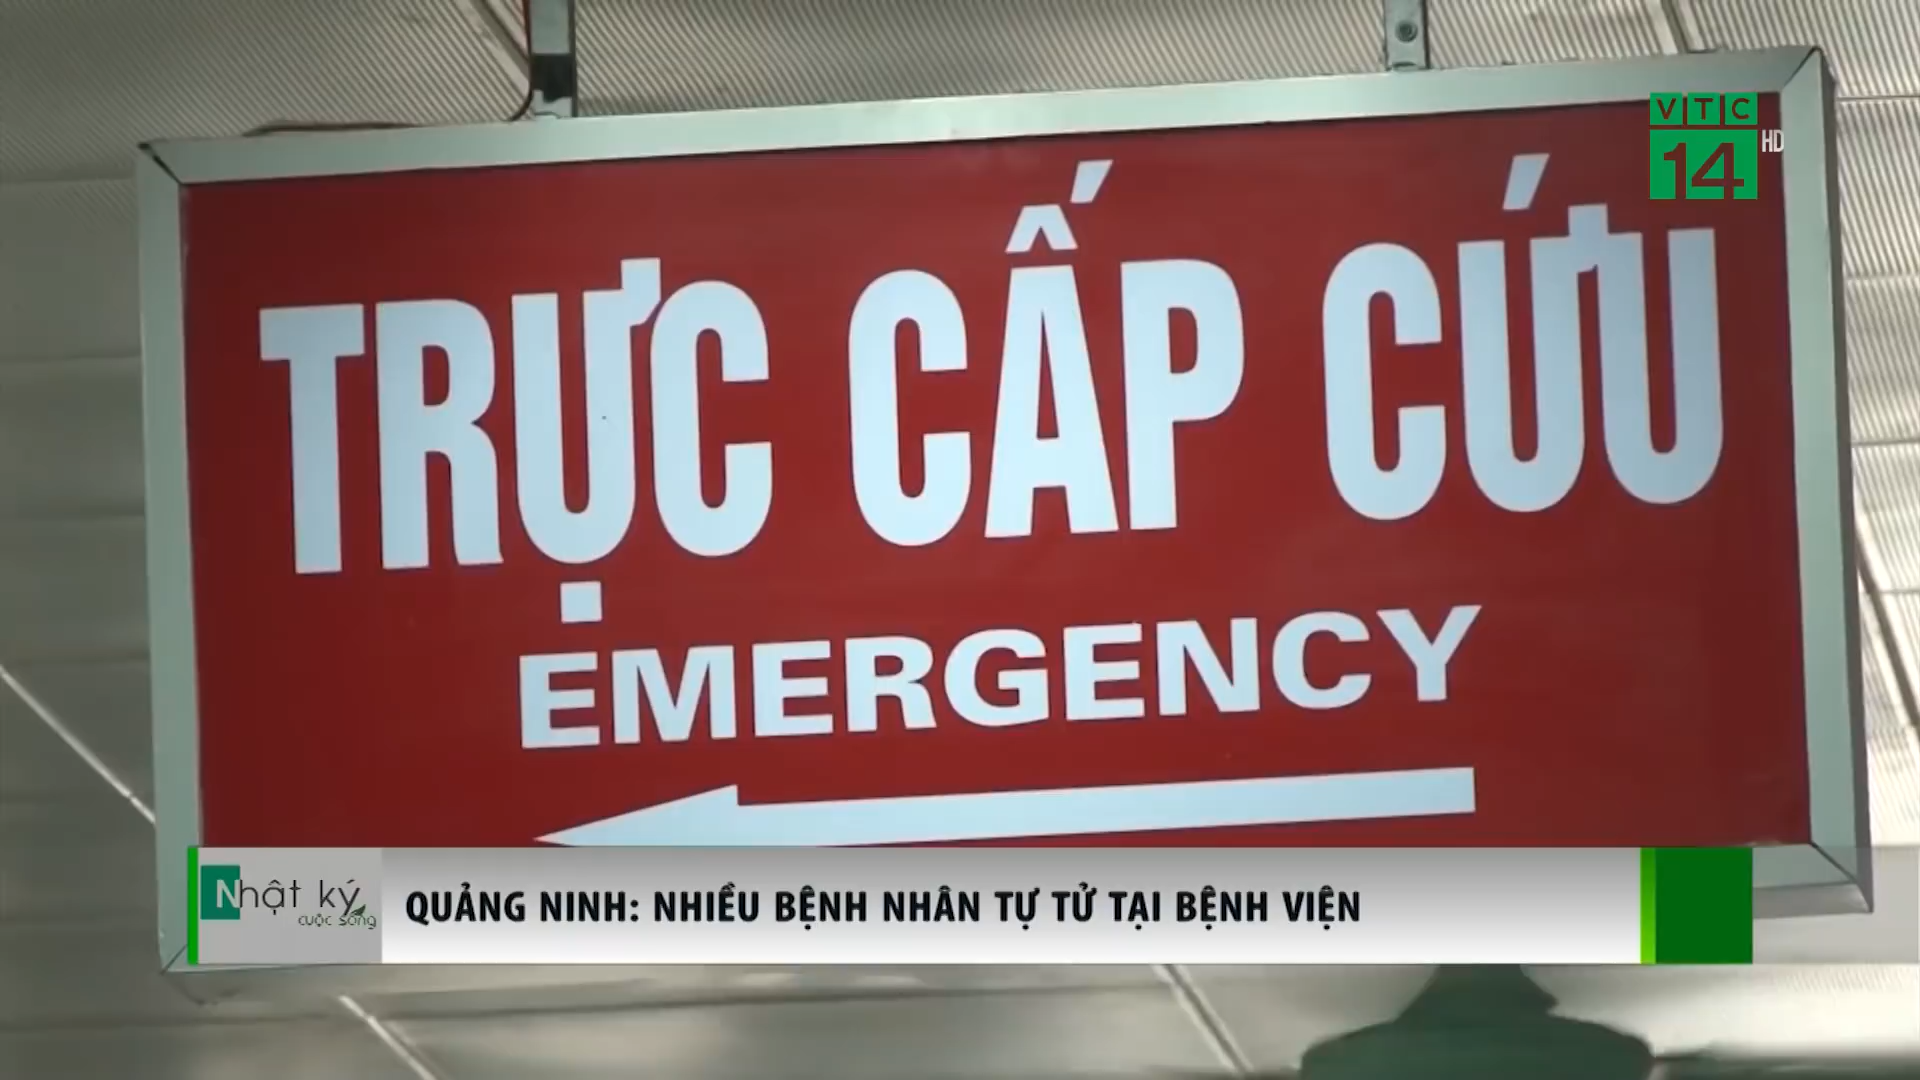 VTC
14 HD
TRỰC CẤP CỨU
EMERGENCY
Nhật ký
cuộc sống
QUẢNG NINH: NHIỀU BỆNH NHÂN TỰ TỬ TẠI BỆNH VIỆN